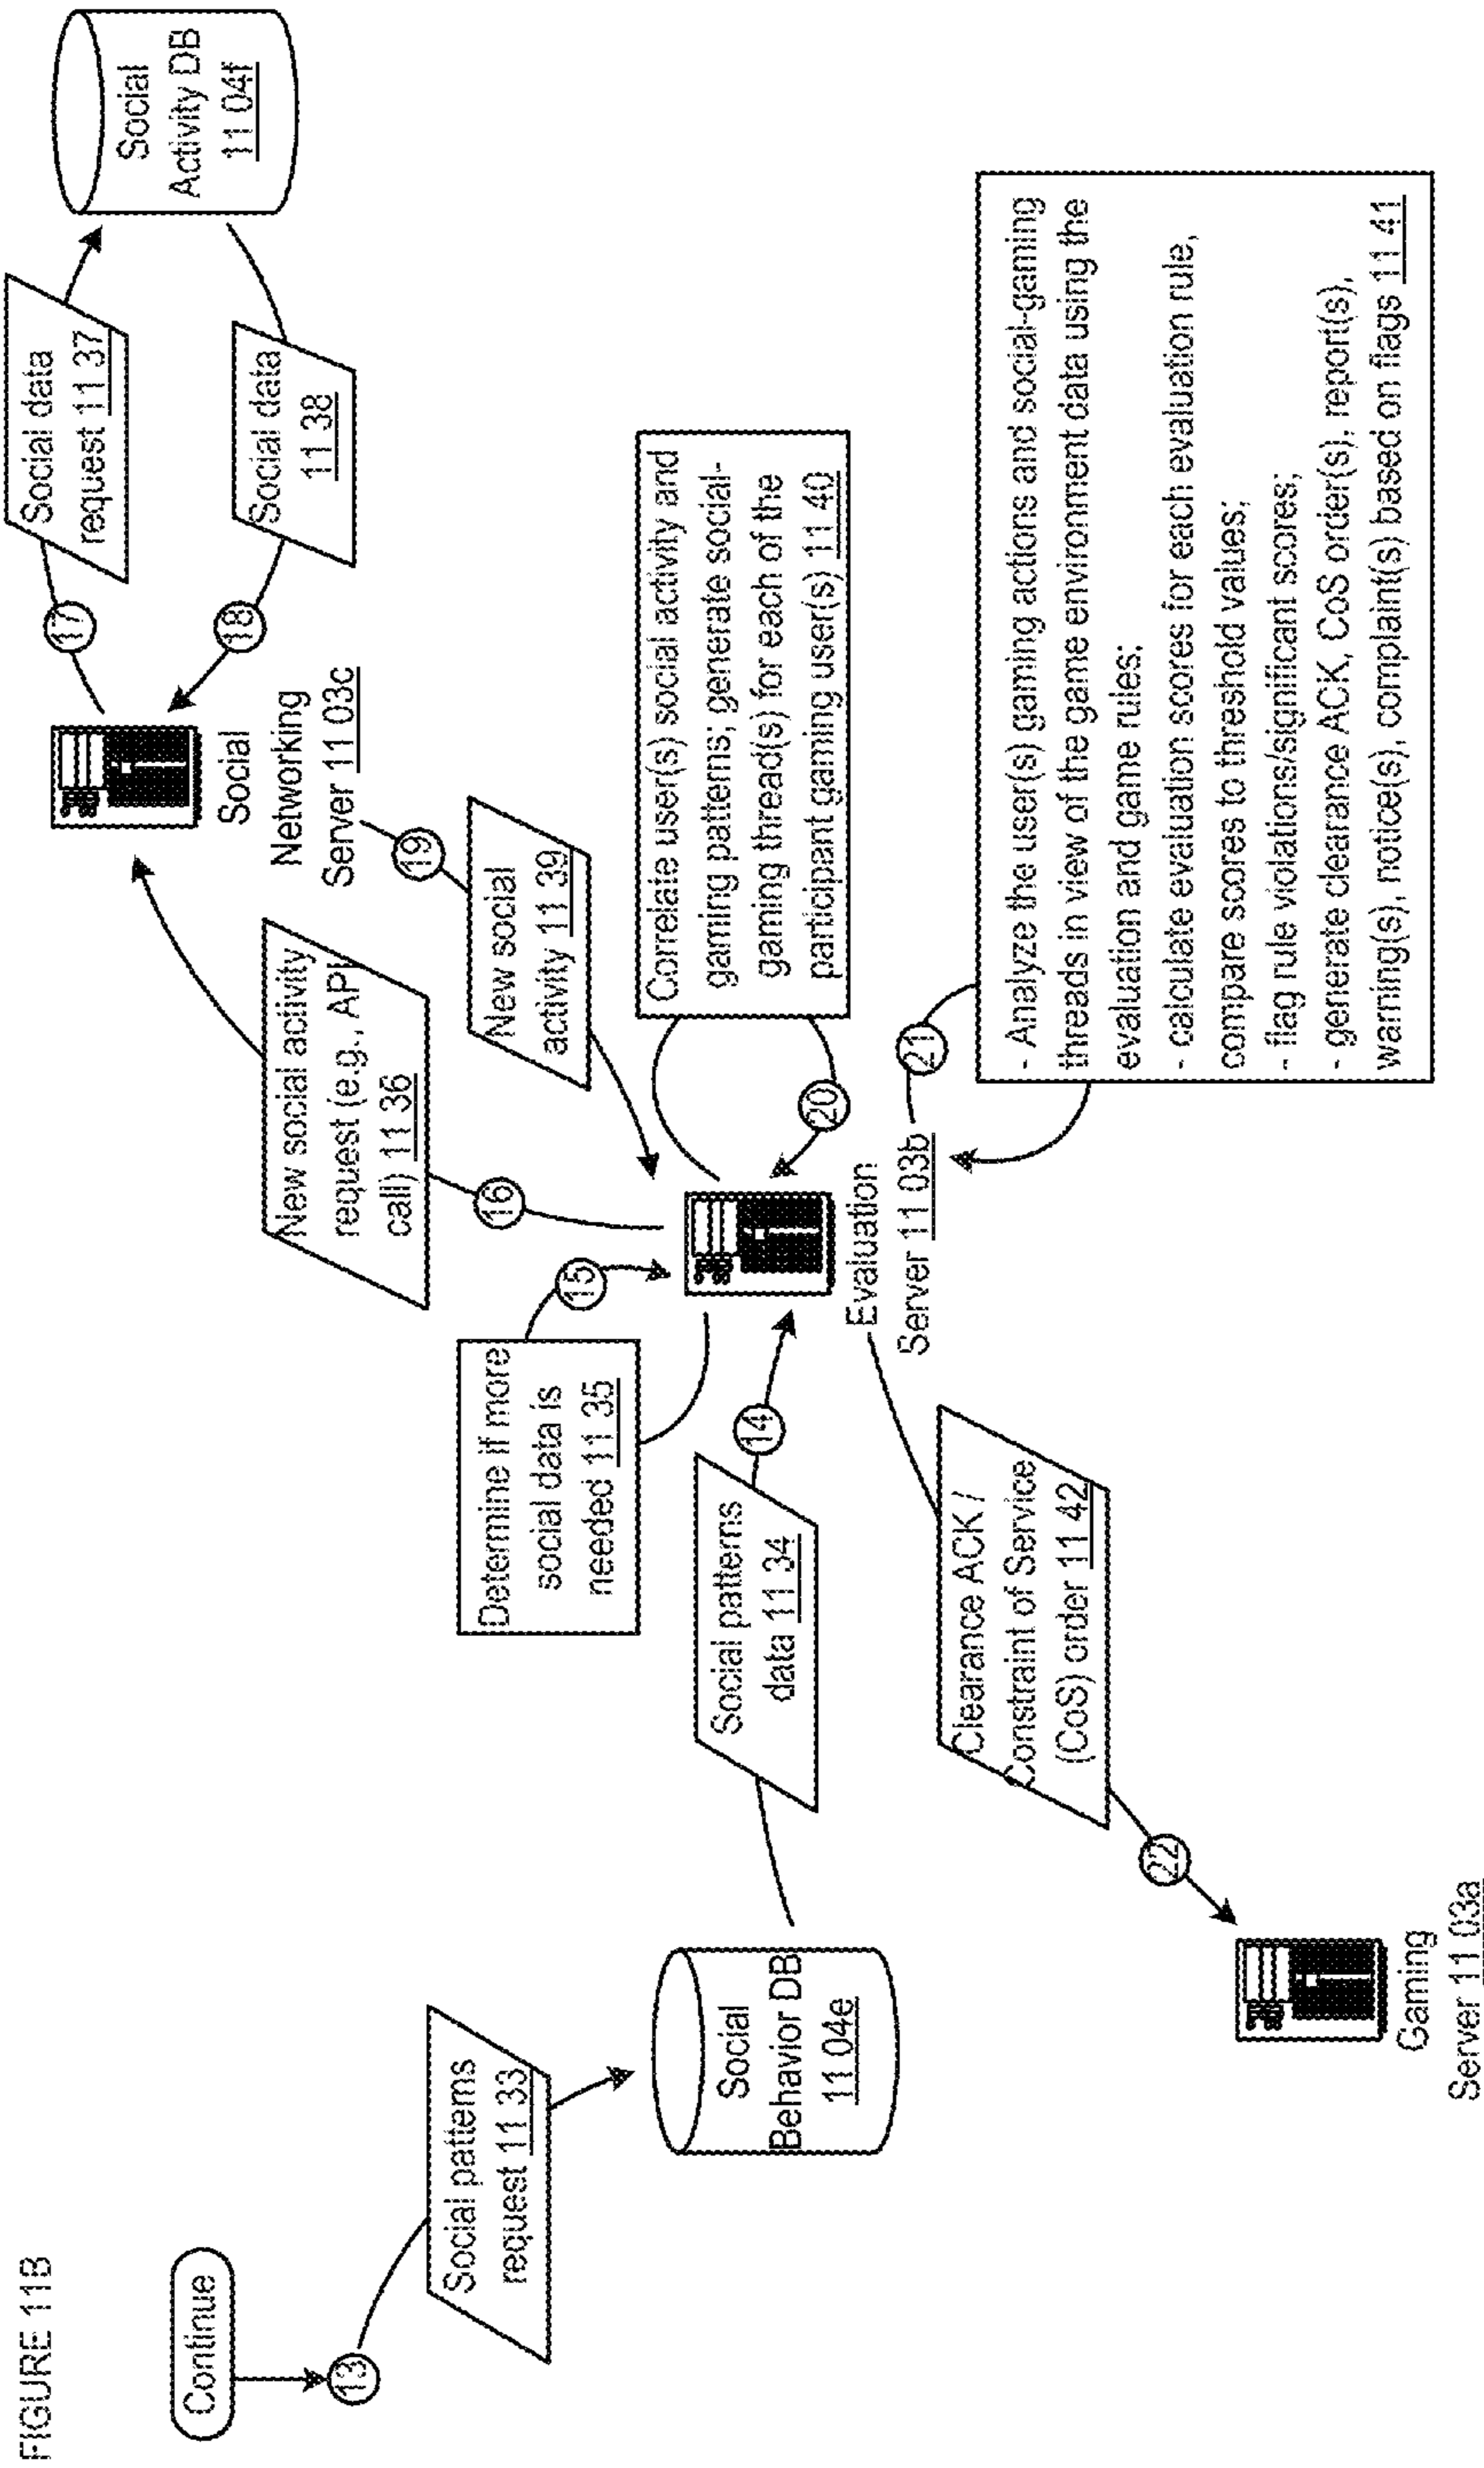 FIGURE 11B
Continue
13
Social patterns
request 11 33
Social
Behavior DB
11 04e
Social patterns
data 11 34
14
Determine if more
social data is
needed 11 35
15
16
New social activity
request (e.g., API
call) 11 36
Social
Networking
Server 11 03c
17
Social data
request 11 37
Social
Activity DB
11 04f
Social data
11 38
18
19
New social
activity 11 39
Correlate user(s) social activity and
gaming patterns; generate social-
gaming thread(s) for each of the
participant gaming user(s) 11 40
20
Evaluation
Server 11 03b
21
- Analyze the user(s) gaming actions and social-gaming
threads in view of the game environment data using the
evaluation and game rules;
- calculate evaluation scores for each evaluation rule,
compare scores to threshold values;
- flag rule violations/significant scores;
- generate clearance ACK, CoS order(s), report(s),
warning(s), notice(s), complaint(s) based on flags 11 41
Clearance ACK /
Constraint of Service
(CoS) order 11 42
22
Gaming
Server 11 03a